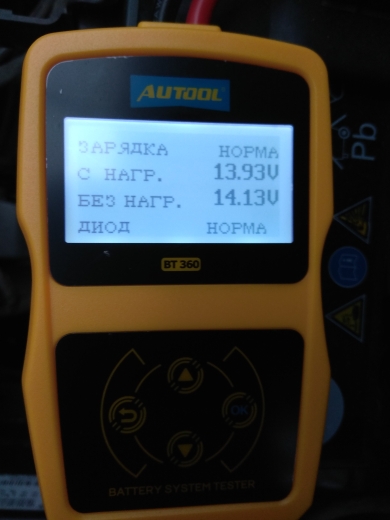 AUTOOL
ЗАРЯДКА НОРМА
С НАГР. 13.93V
БЕЗ НАГР. 14.13V
ДИОД НОРМА
BT 360
OK
BATTERY SYSTEM TESTER
Pb